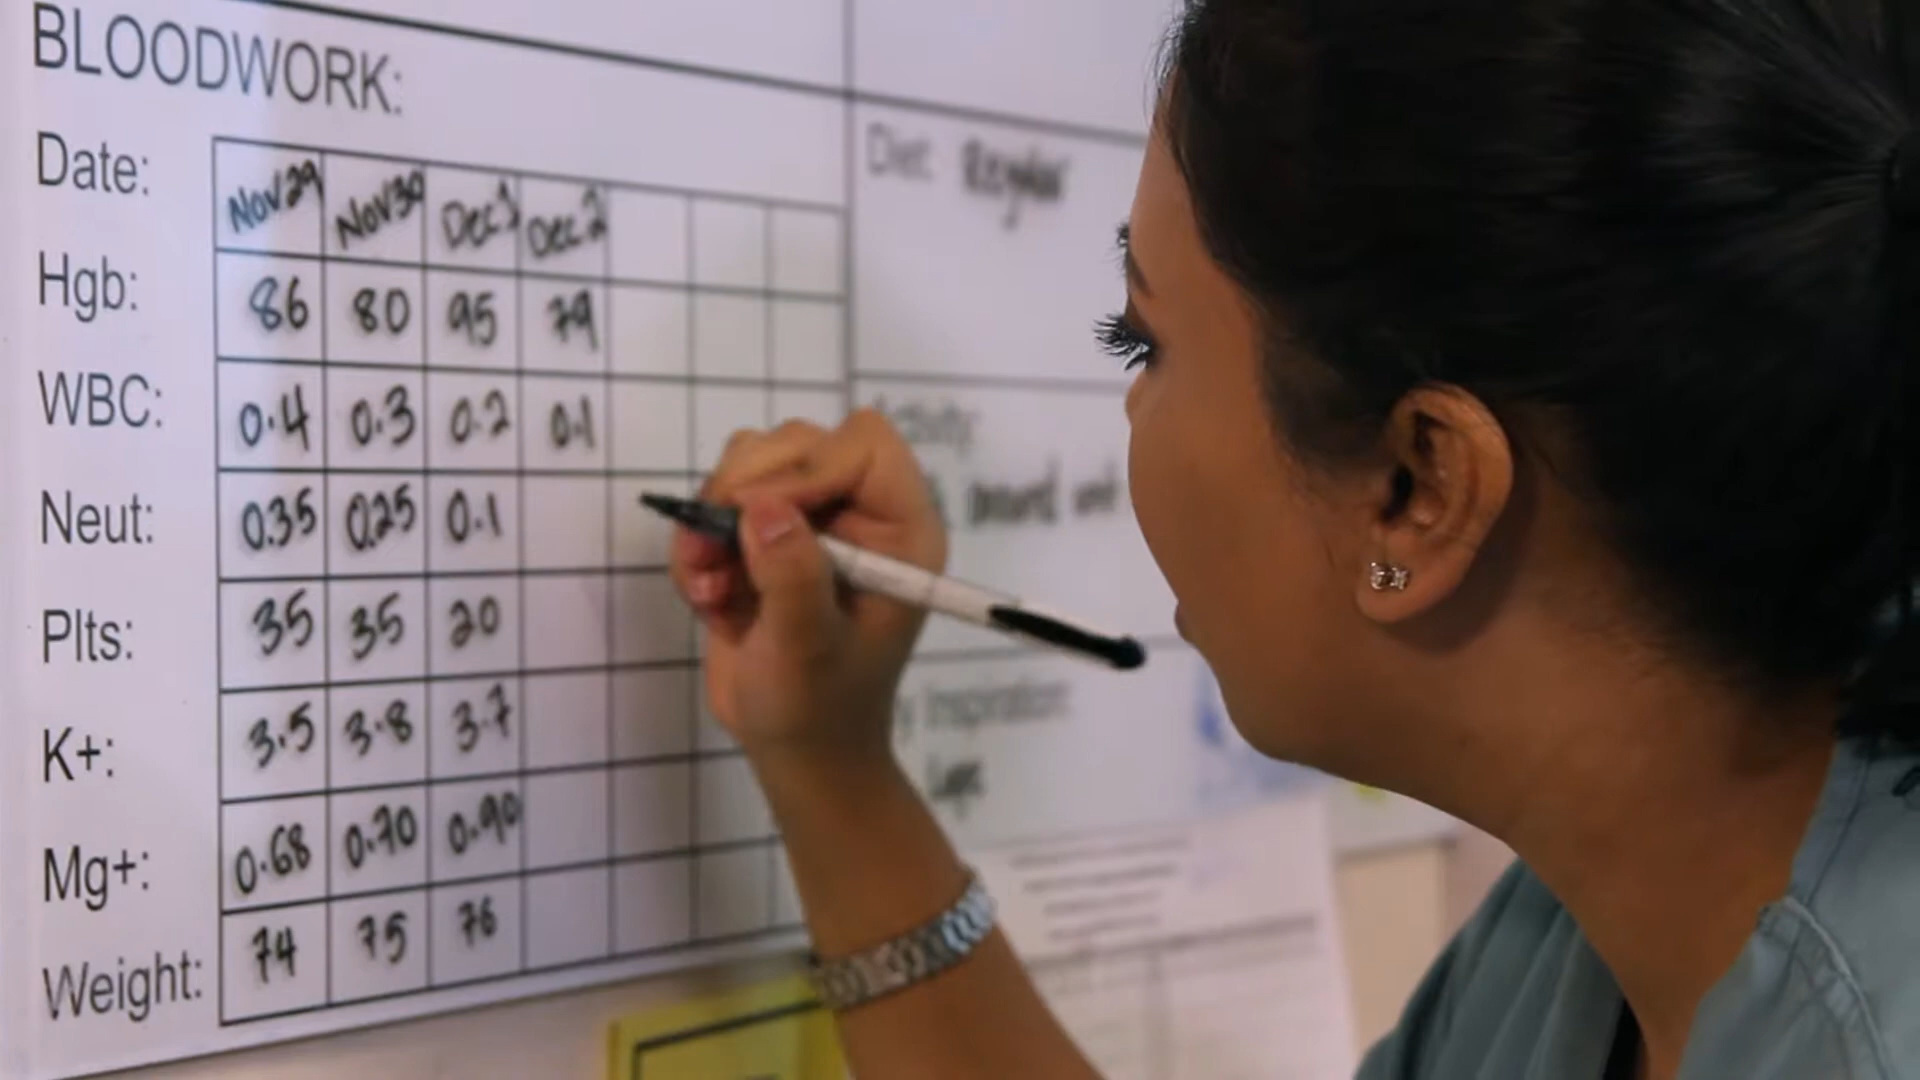 BLOODWORK:
Date: Nov29 Nov30 Dec1 Dec2
Hgb: 86 80 95 79
WBC: 0.4 0.3 0.2 0.1
Neut: 0.35 0.25 0.1
Plts: 35 35 20
K+: 3.5 3.8 3.7
Mg+: 0.68 0.70 0.90
Weight: 74 75 76
Diet: Regular
Inspiration: